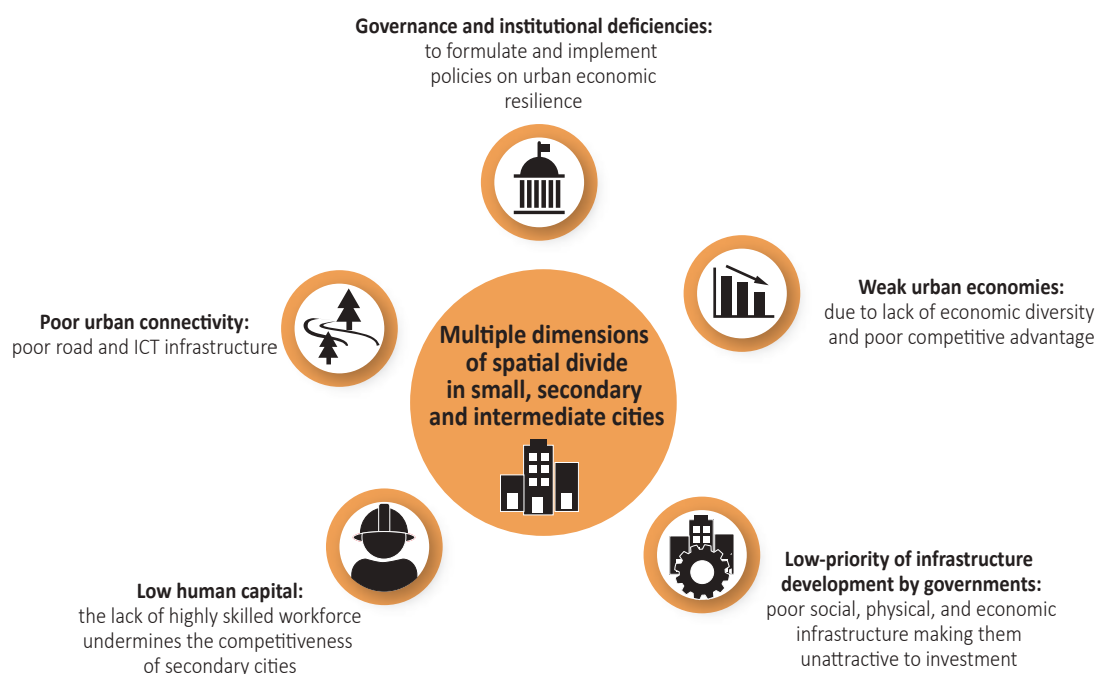 Governance and institutional deficiencies:
to formulate and implement
policies on urban economic
resilience
Weak urban economies:
due to lack of economic diversity
and poor competitive advantage
Poor urban connectivity:
poor road and ICT infrastructure
Multiple dimensions
of spatial divide
in small, secondary
and intermediate cities
Low-priority of infrastructure
development by governments:
poor social, physical, and economic
infrastructure making them
unattractive to investment
Low human capital:
the lack of highly skilled workforce
undermines the competitiveness
of secondary cities